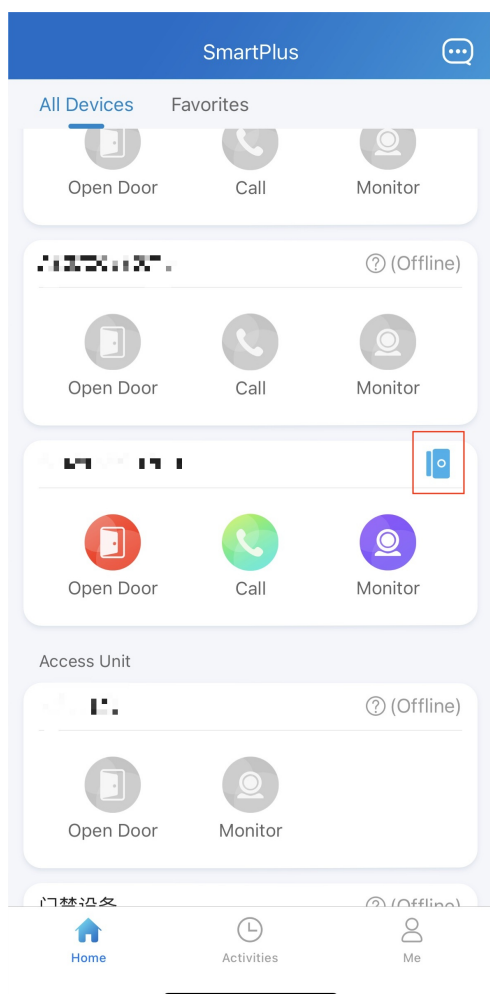 SmartPlus
All Devices Favorites
Open Door Call Monitor
(Offline)
Open Door Call Monitor
Open Door Call Monitor
Access Unit
(Offline)
Open Door Monitor
门禁设备 (Offline)
Home Activities Me